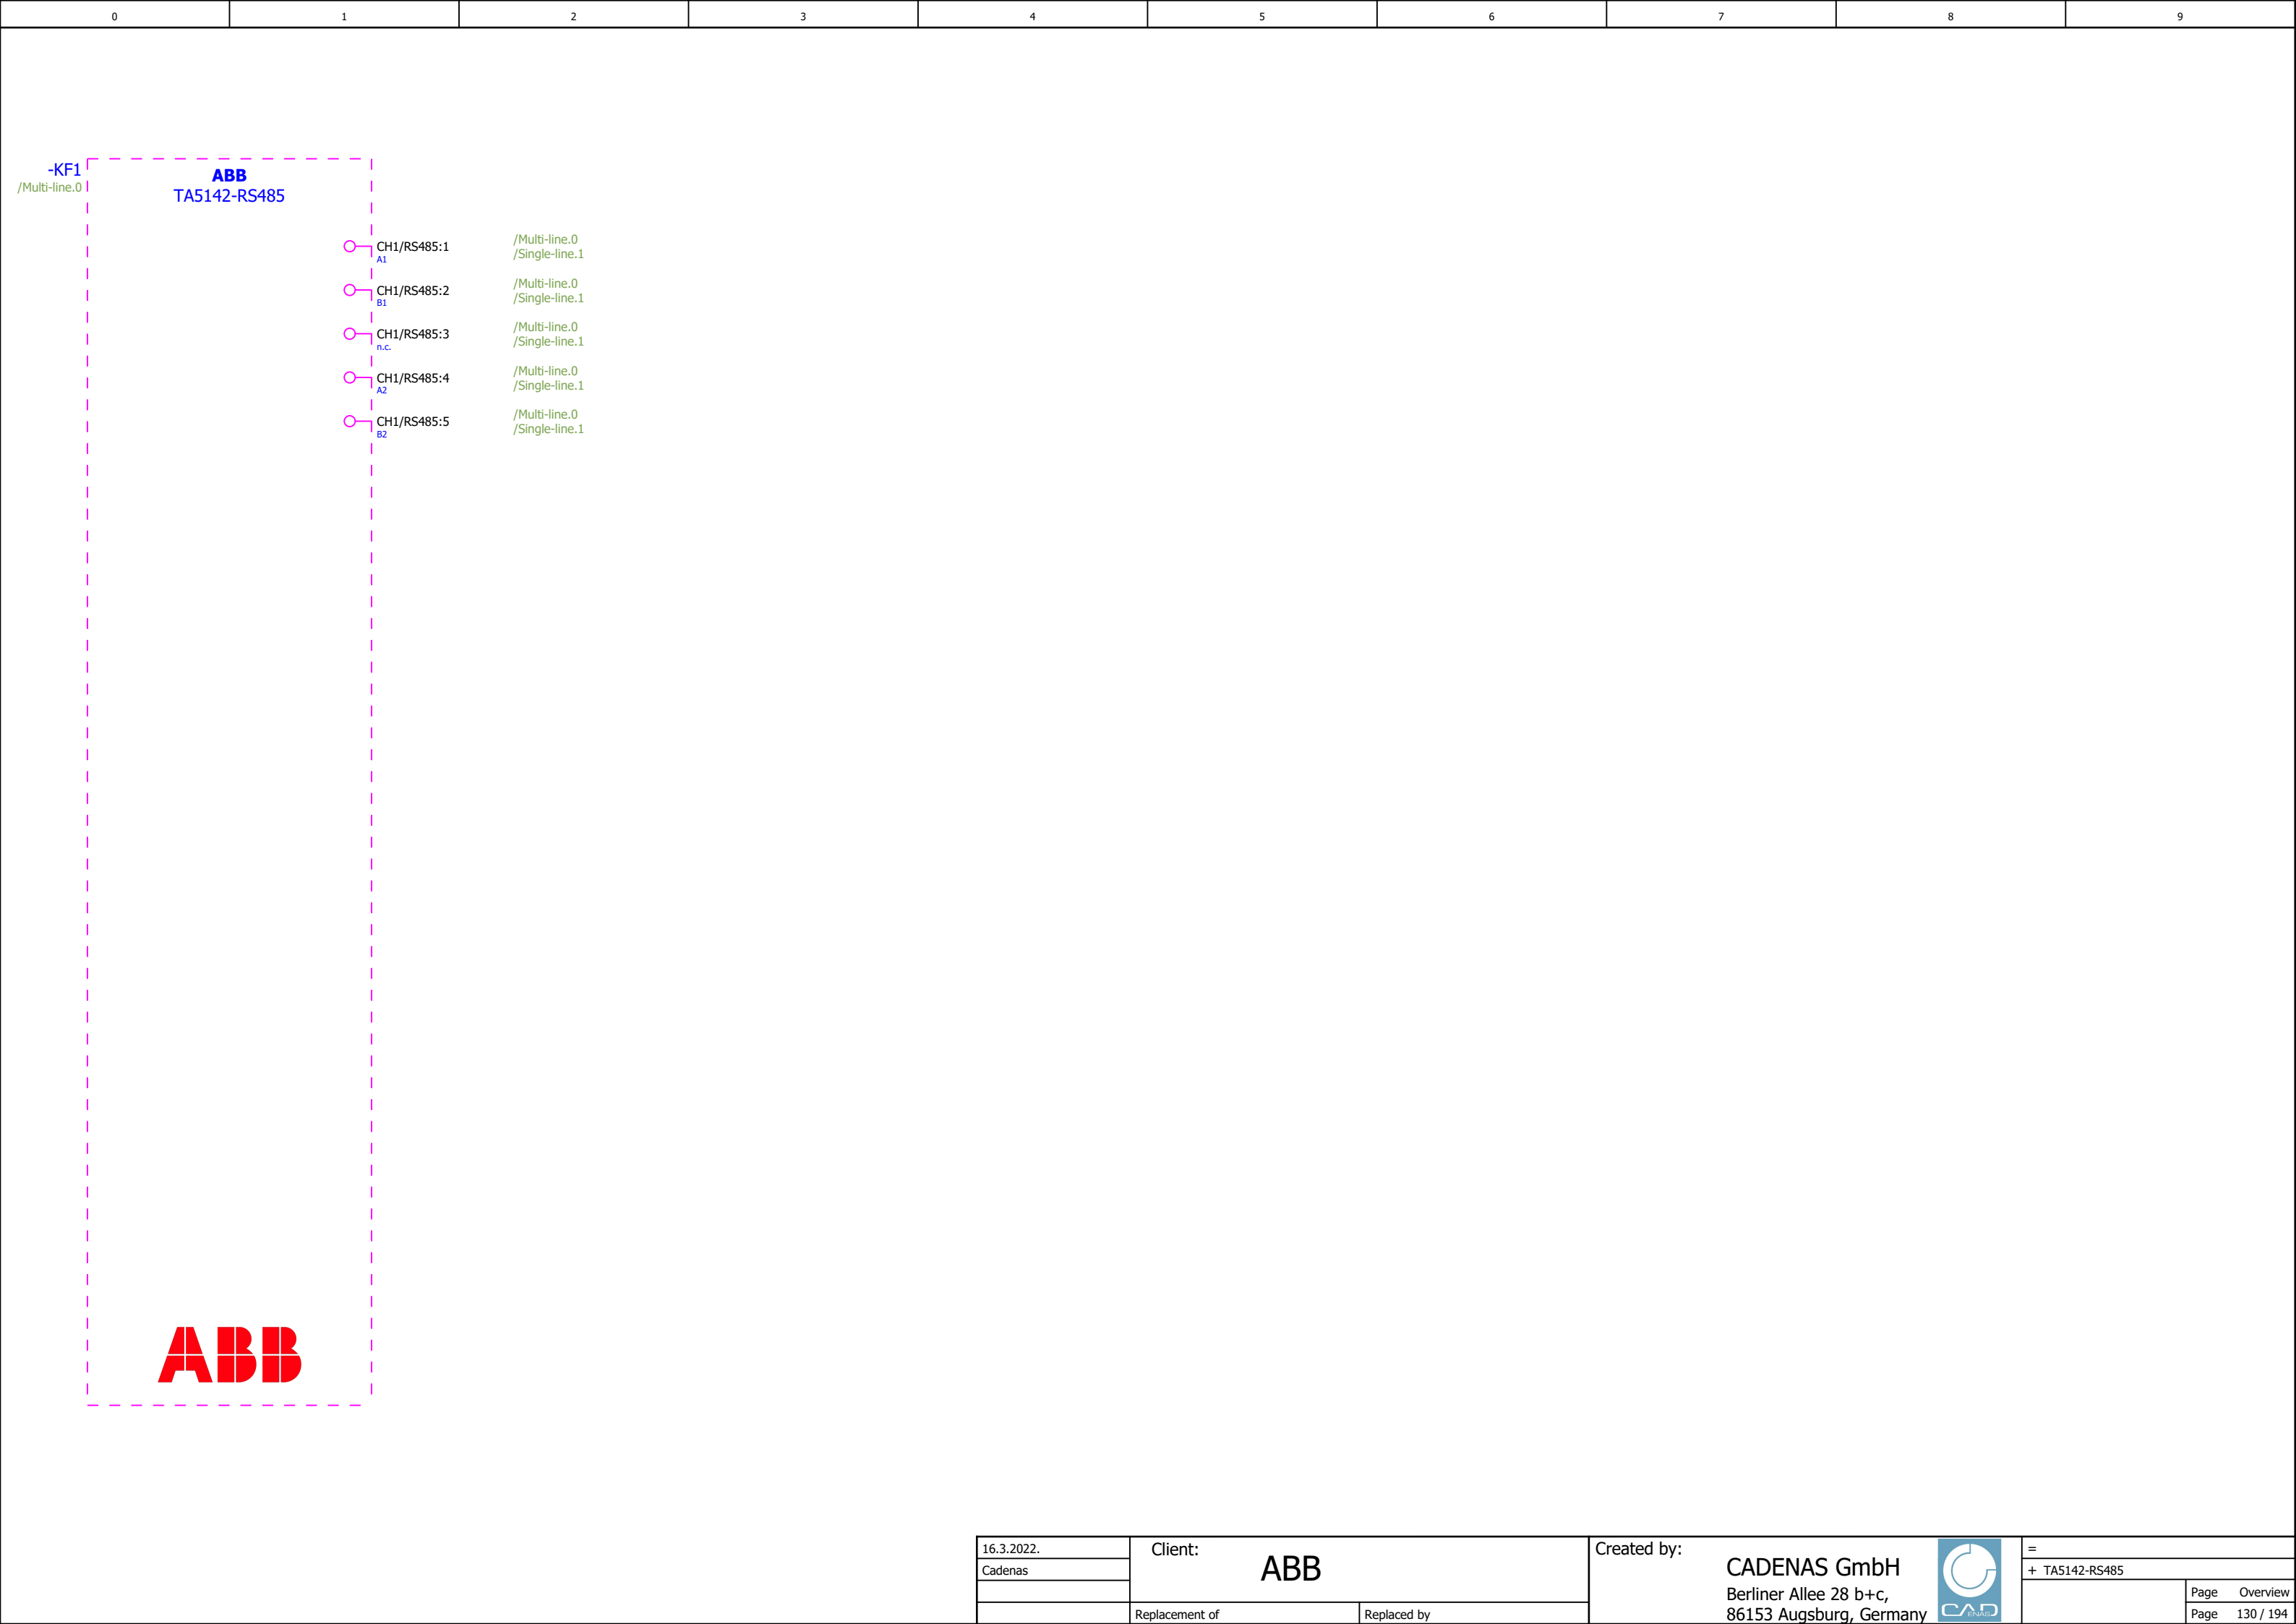 0 1 2 3 4 5 6 7 8 9
-KF1
/Multi-line.0
ABB
TA5142-RS485
CH1/RS485:1
A1
/Multi-line.0
/Single-line.1
CH1/RS485:2
B1
/Multi-line.0
/Single-line.1
CH1/RS485:3
n.c.
/Multi-line.0
/Single-line.1
CH1/RS485:4
A2
/Multi-line.0
/Single-line.1
CH1/RS485:5
B2
/Multi-line.0
/Single-line.1
ABB
16.3.2022.
Cadenas
Client:
ABB
Replacement of
Replaced by
Created by:
CADENAS GmbH
Berliner Allee 28 b+c,
86153 Augsburg, Germany
CAD
ENAS
=
+ TA5142-RS485
Page Overview
Page 130 / 194